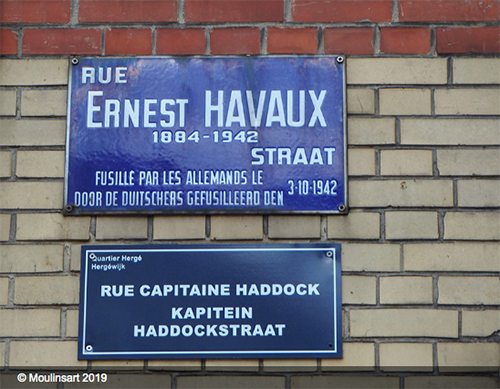 RUE
ERNEST HAVAUX
1884-1942
STRAAT
FUSILLÉ PAR LES ALLEMANDS LE
DOOR DE DUITSCHERS GEFUSILLEERD DEN 3-10-1942
Quartier Hergé
Hergéwijk
RUE CAPITAINE HADDOCK
KAPITEIN
HADDOCKSTRAAT
© Moulinsart 2019